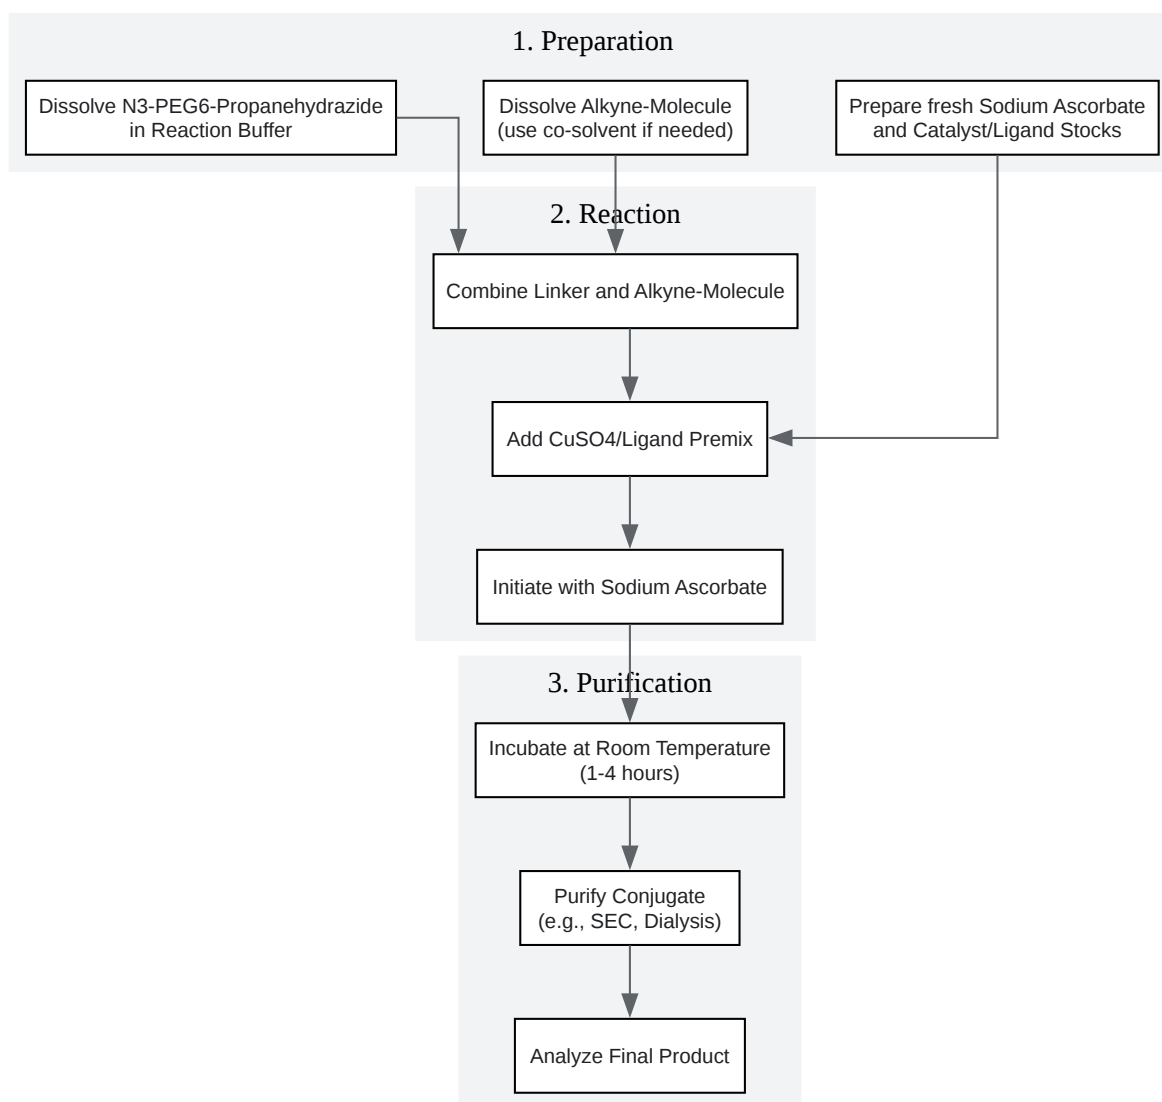 1. Preparation
Dissolve N3-PEG6-Propanehydrazide
in Reaction Buffer
Dissolve Alkyne-Molecule
(use co-solvent if needed)
Prepare fresh Sodium Ascorbate
and Catalyst/Ligand Stocks
2. Reaction
Combine Linker and Alkyne-Molecule
Add CuSO4/Ligand Premix
Initiate with Sodium Ascorbate
3. Purification
Incubate at Room Temperature
(1-4 hours)
Purify Conjugate
(e.g., SEC, Dialysis)
Analyze Final Product